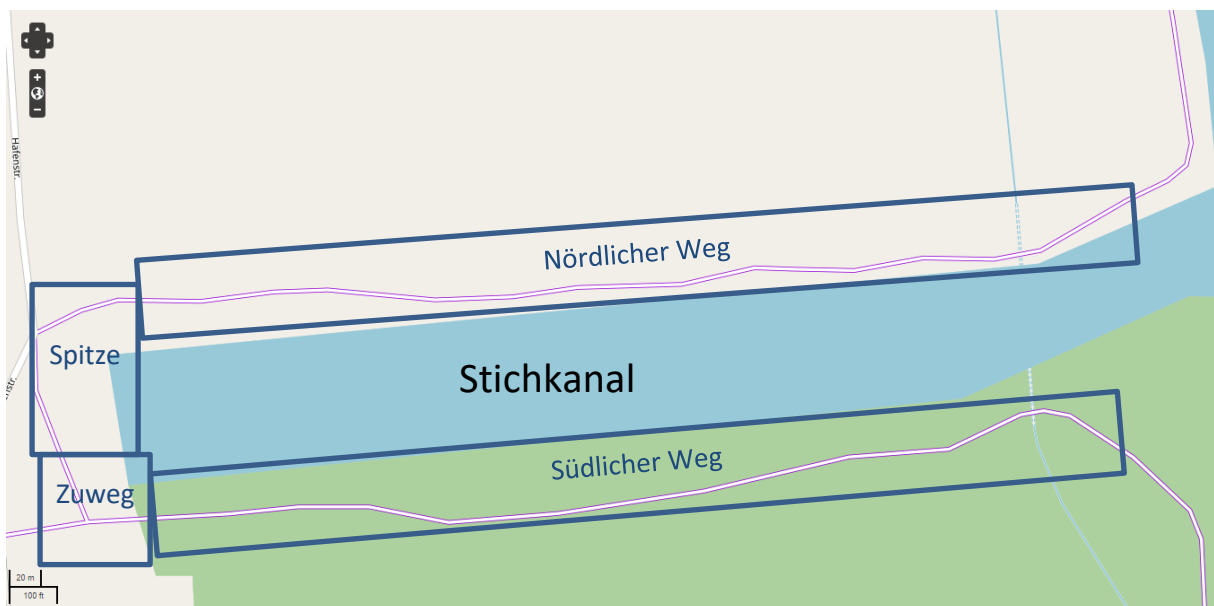 Hafenstr.
Nördlicher Weg
Spitze
Stichkanal
Südlicher Weg
Zuweg
20 m
100 ft